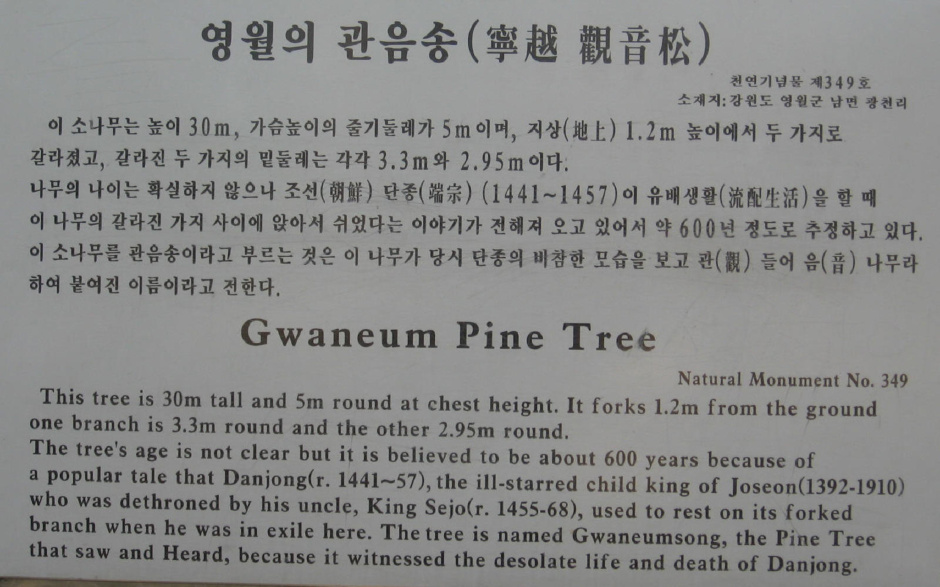 영월의 관음송(寧越 觀音松)
천연기념물 제349호
소재지:강원도 영월군 남면 광천리
이 소나무는 높이 30m, 가슴높이의 줄기둘레가 5m이며, 지상(地上) 1.2m 높이에서 두 가지로
갈라졌고, 갈라진 두 가지의 밑둘레는 각각 3.3m와 2.95m이다.
나무의 나이는 확실하지 않으나 조선(朝鮮) 단종(端宗) (1441~1457)이 유배생활(流配生活)을 할 때
이 나무의 갈라진 가지 사이에 앉아서 쉬었다는 이야기가 전해져 오고 있어서 약 600년 정도로 추정하고 있다.
이 소나무를 관음송이라고 부르는 것은 이 나무가 당시 단종의 비참한 모습을 보고 관(觀) 들어 음(音) 나무라
하여 붙여진 이름이라고 전한다.
Gwaneum Pine Tree
Natural Monument No. 349
This tree is 30m tall and 5m round at chest height. It forks 1.2m from the ground
one branch is 3.3m round and the other 2.95m round.
The tree's age is not clear but it is believed to be about 600 years because of
a popular tale that Danjong(r. 1441~57), the ill-starred child king of Joseon(1392-1910)
who was dethroned by his uncle, King Sejo(r. 1455-68), used to rest on its forked
branch when he was in exile here. The tree is named Gwaneumsong, the Pine Tree
that saw and Heard, because it witnessed the desolate life and death of Danjong.